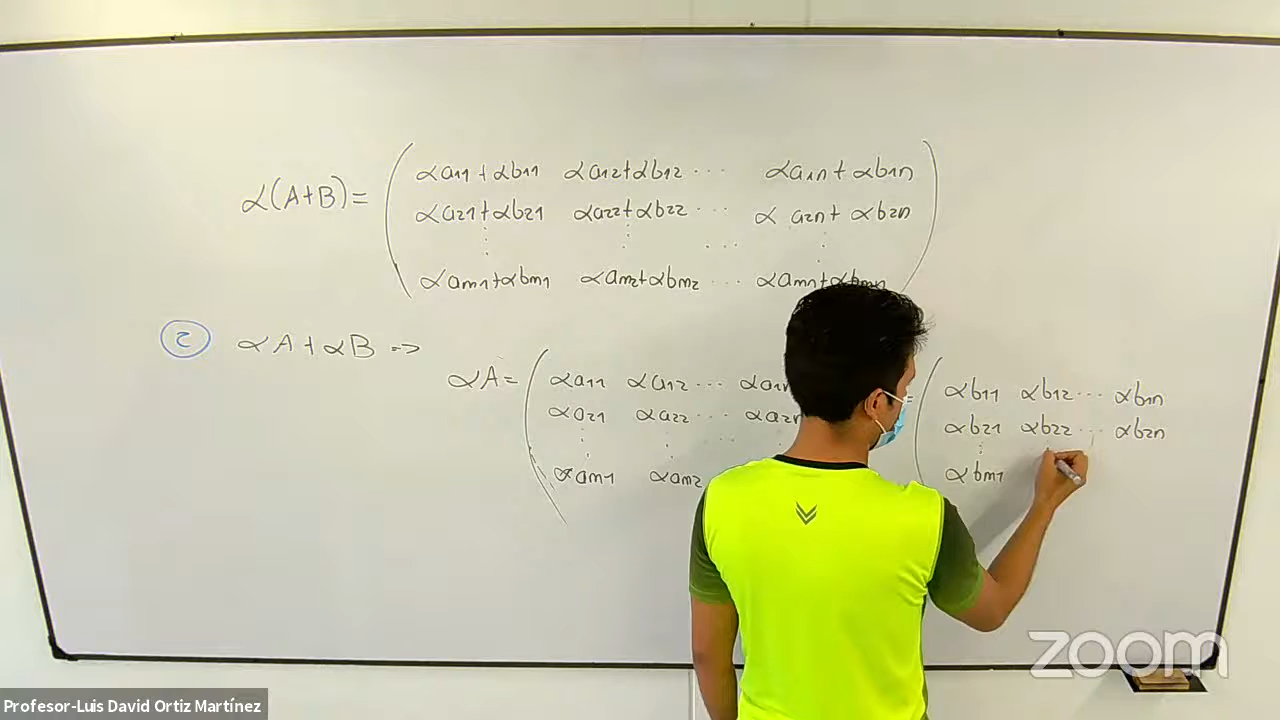 α(A+B)=
αa11+αb11 αa12+αb12 ··· αa1n+αb1n
αa21+αb21 αa22+αb22 ··· αa2n+αb2n
αam1+αbm1 αam2+αbm2 ··· αamn+αbmn
2 αA+αB =>
αA=
αa11 αa12 ··· αa1n
αa21 αa22 ··· αa2n
αam1 αam2
=
αb11 αb12 ··· αb1n
αb21 αb22 ··· αb2n
αbm1
zoom
Profesor-Luis David Ortiz Martínez